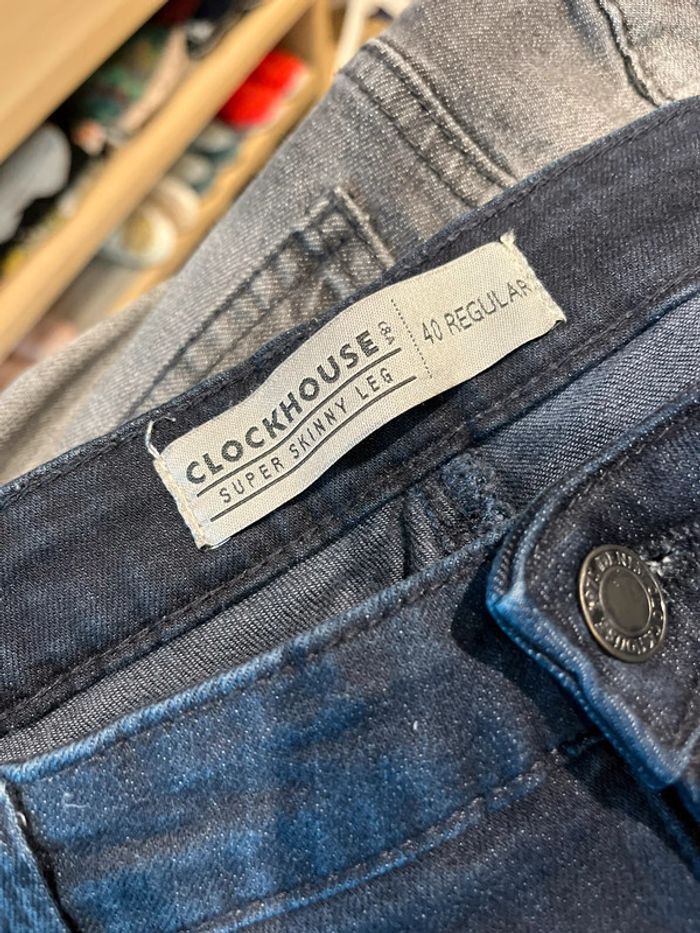 CLOCKHOUSE C&A
SUPER SKINNY LEG
40 REGULAR